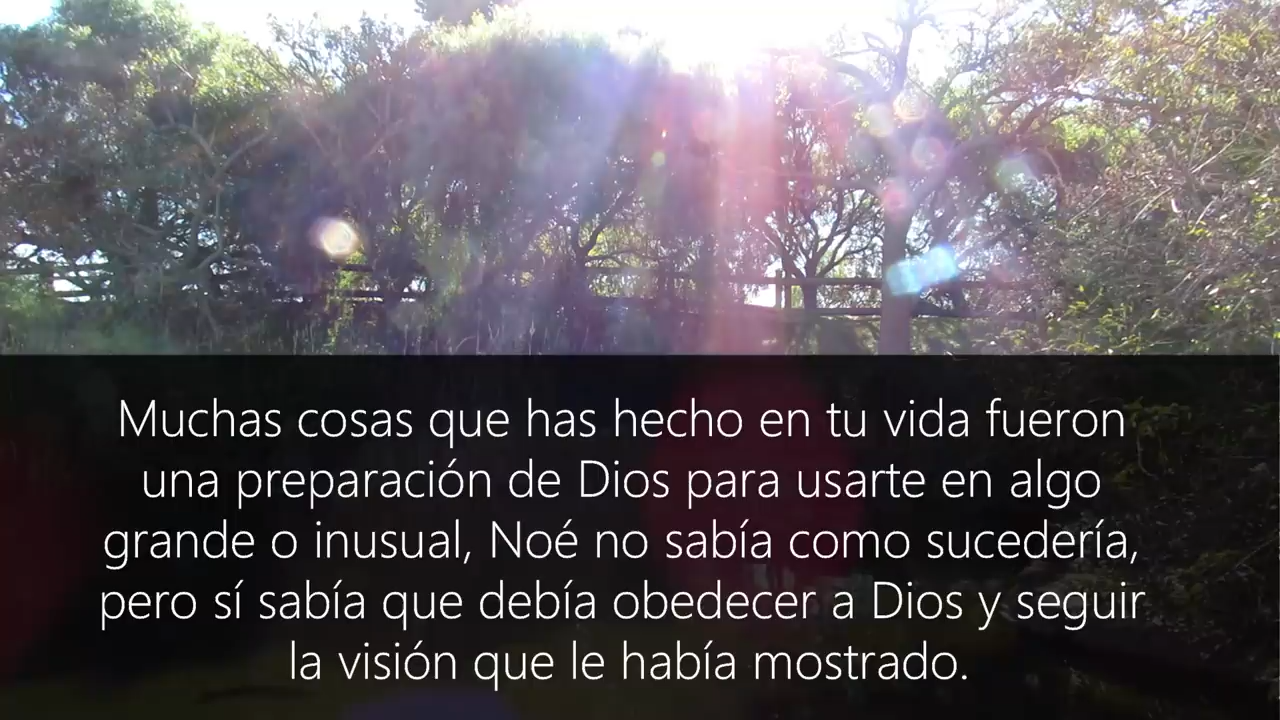 Muchas cosas que has hecho en tu vida fueron
una preparación de Dios para usarte en algo
grande o inusual, Noé no sabía como sucedería,
pero sí sabía que debía obedecer a Dios y seguir
la visión que le había mostrado.